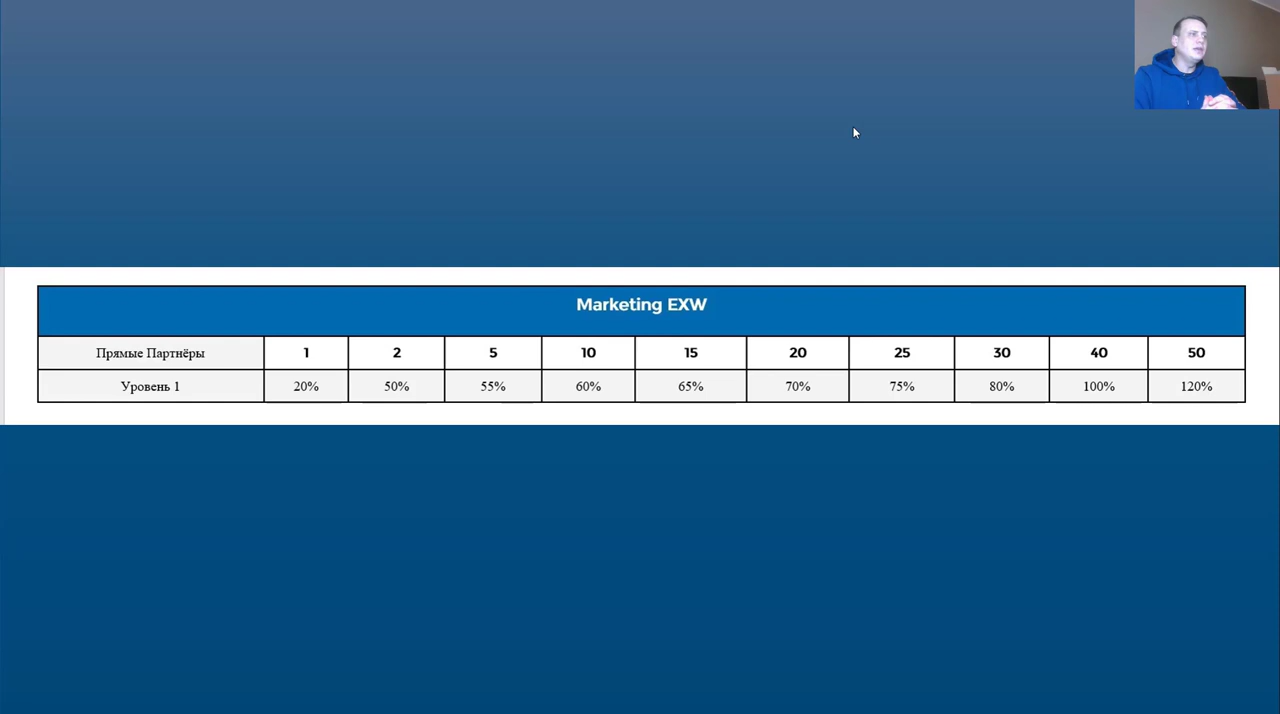 Marketing EXW
Прямые Партнёры 1 2 5 10 15 20 25 30 40 50
Уровень 1 20% 50% 55% 60% 65% 70% 75% 80% 100% 120%